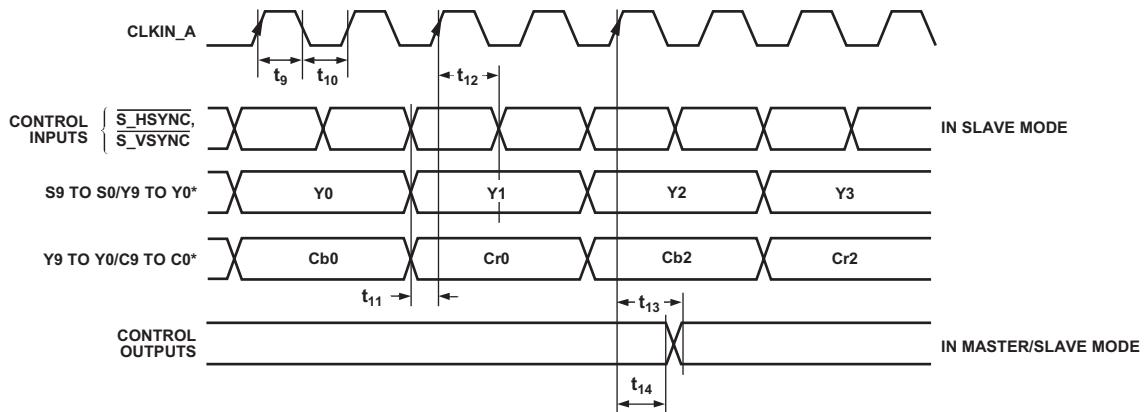 CLKIN_A
t9
t10
t12
CONTROL
INPUTS
S_HSYNC,
S_VSYNC
IN SLAVE MODE
S9 TO S0/Y9 TO Y0*
Y0
Y1
Y2
Y3
Y9 TO Y0/C9 TO C0*
Cb0
Cr0
Cb2
Cr2
t11
t13
CONTROL
OUTPUTS
IN MASTER/SLAVE MODE
t14